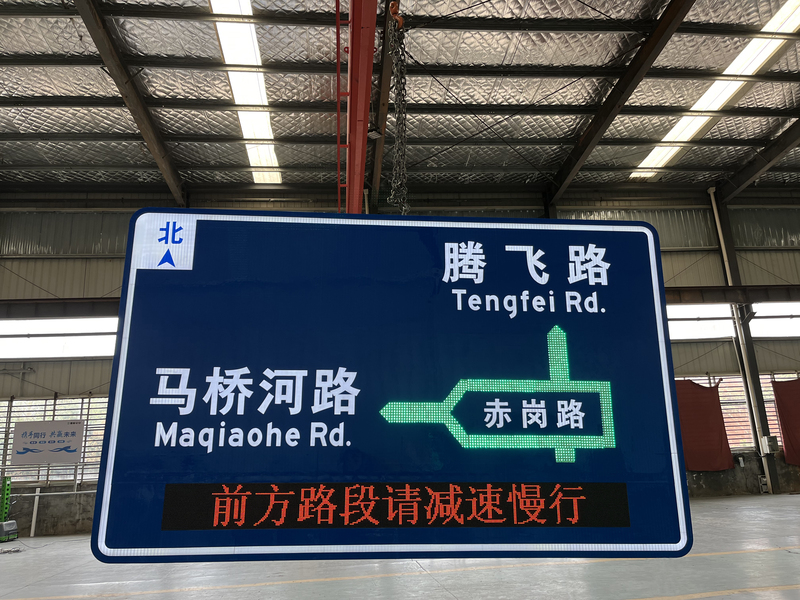 北
腾飞路
Tengfei Rd.
马桥河路
Maqiaohe Rd.
赤岗路
前方路段请减速慢行